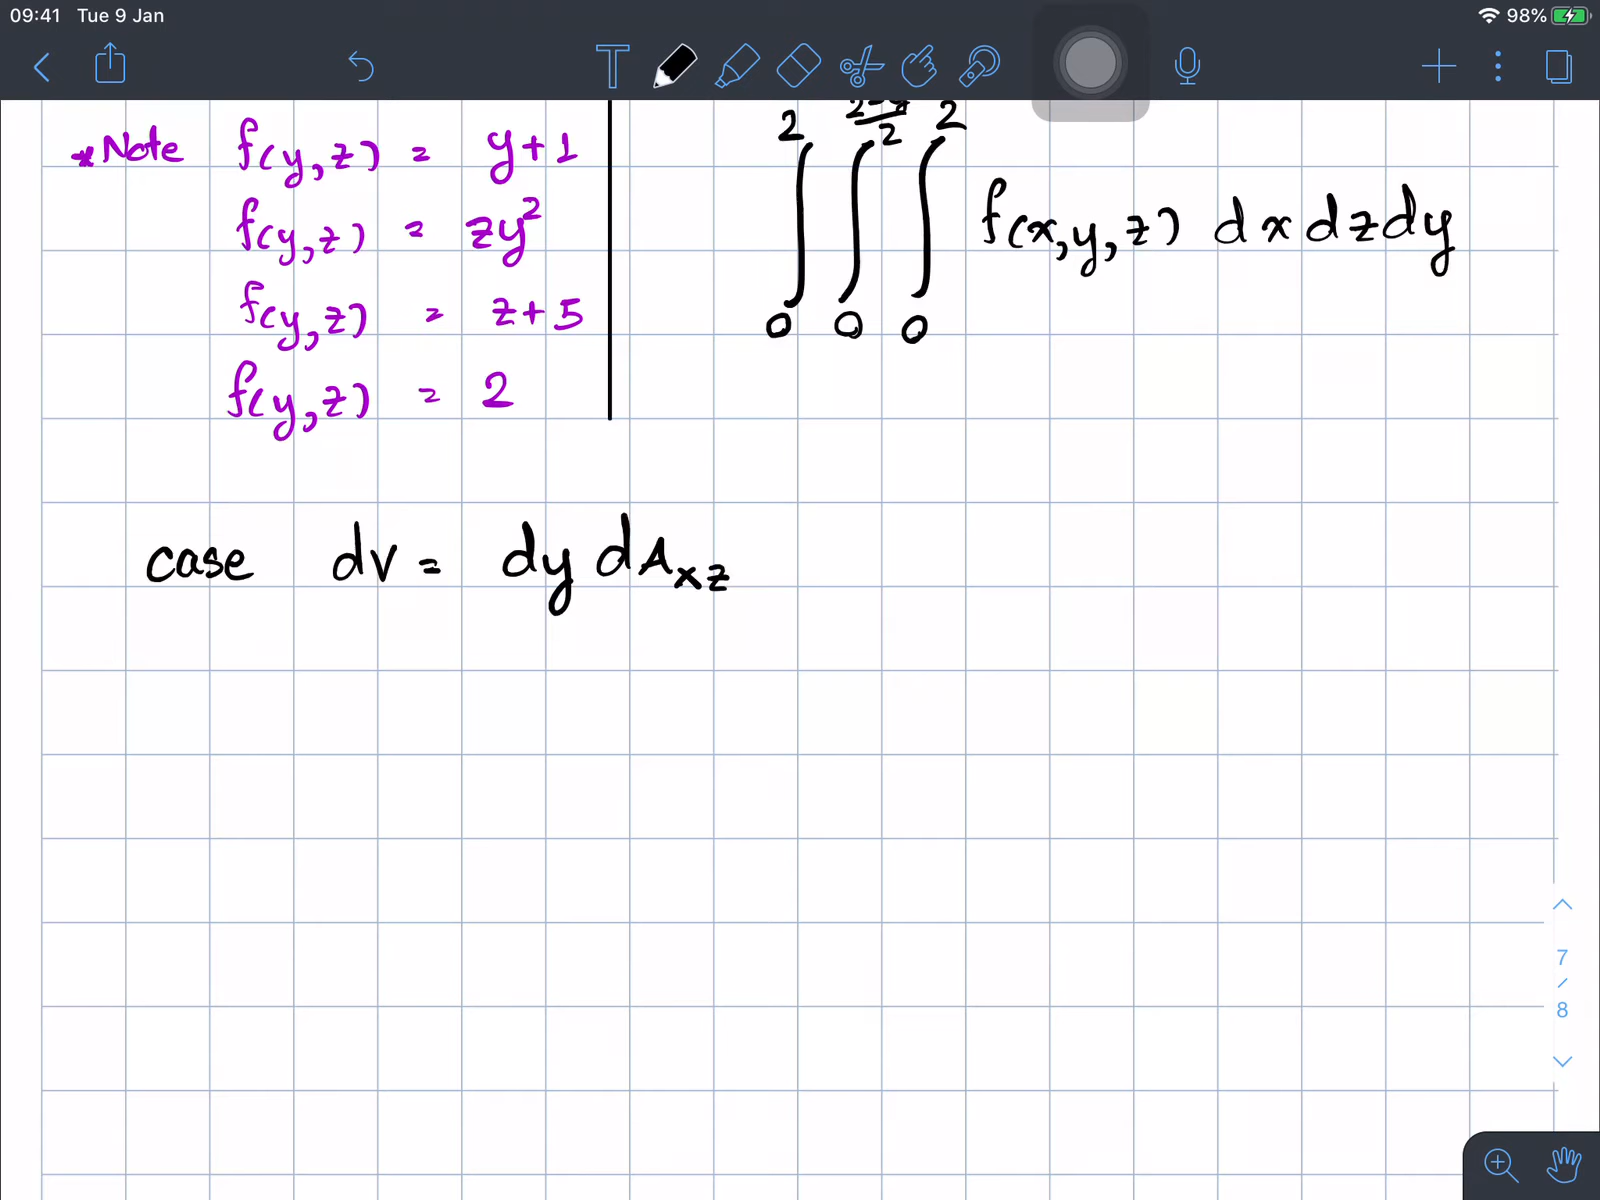 09:41 Tue 9 Jan
98%
T
*Note f(y,z) = y+1
f(y,z) = zy²
f(y,z) = z+5
f(y,z) = 2
2 2 2
∫ ∫ ∫ f(x,y,z) dx dz dy
0 0 0
case dv = dy dA_xz
7
/
8